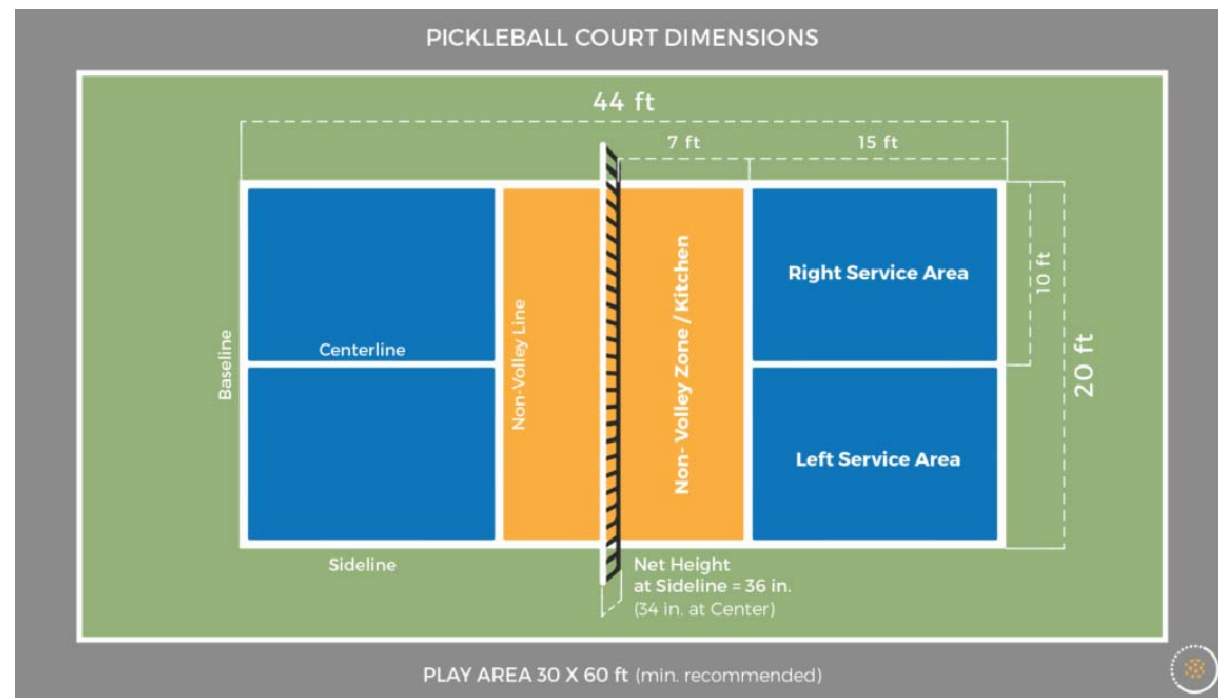 PICKLEBALL COURT DIMENSIONS
44 ft
7 ft
15 ft
Right Service Area
10 ft
20 ft
Non- Volley Zone / Kitchen
Non-Volley Line
Centerline
Baseline
Left Service Area
Sideline
Net Height
at Sideline = 36 in.
(34 in. at Center)
PLAY AREA 30 X 60 ft (min. recommended)